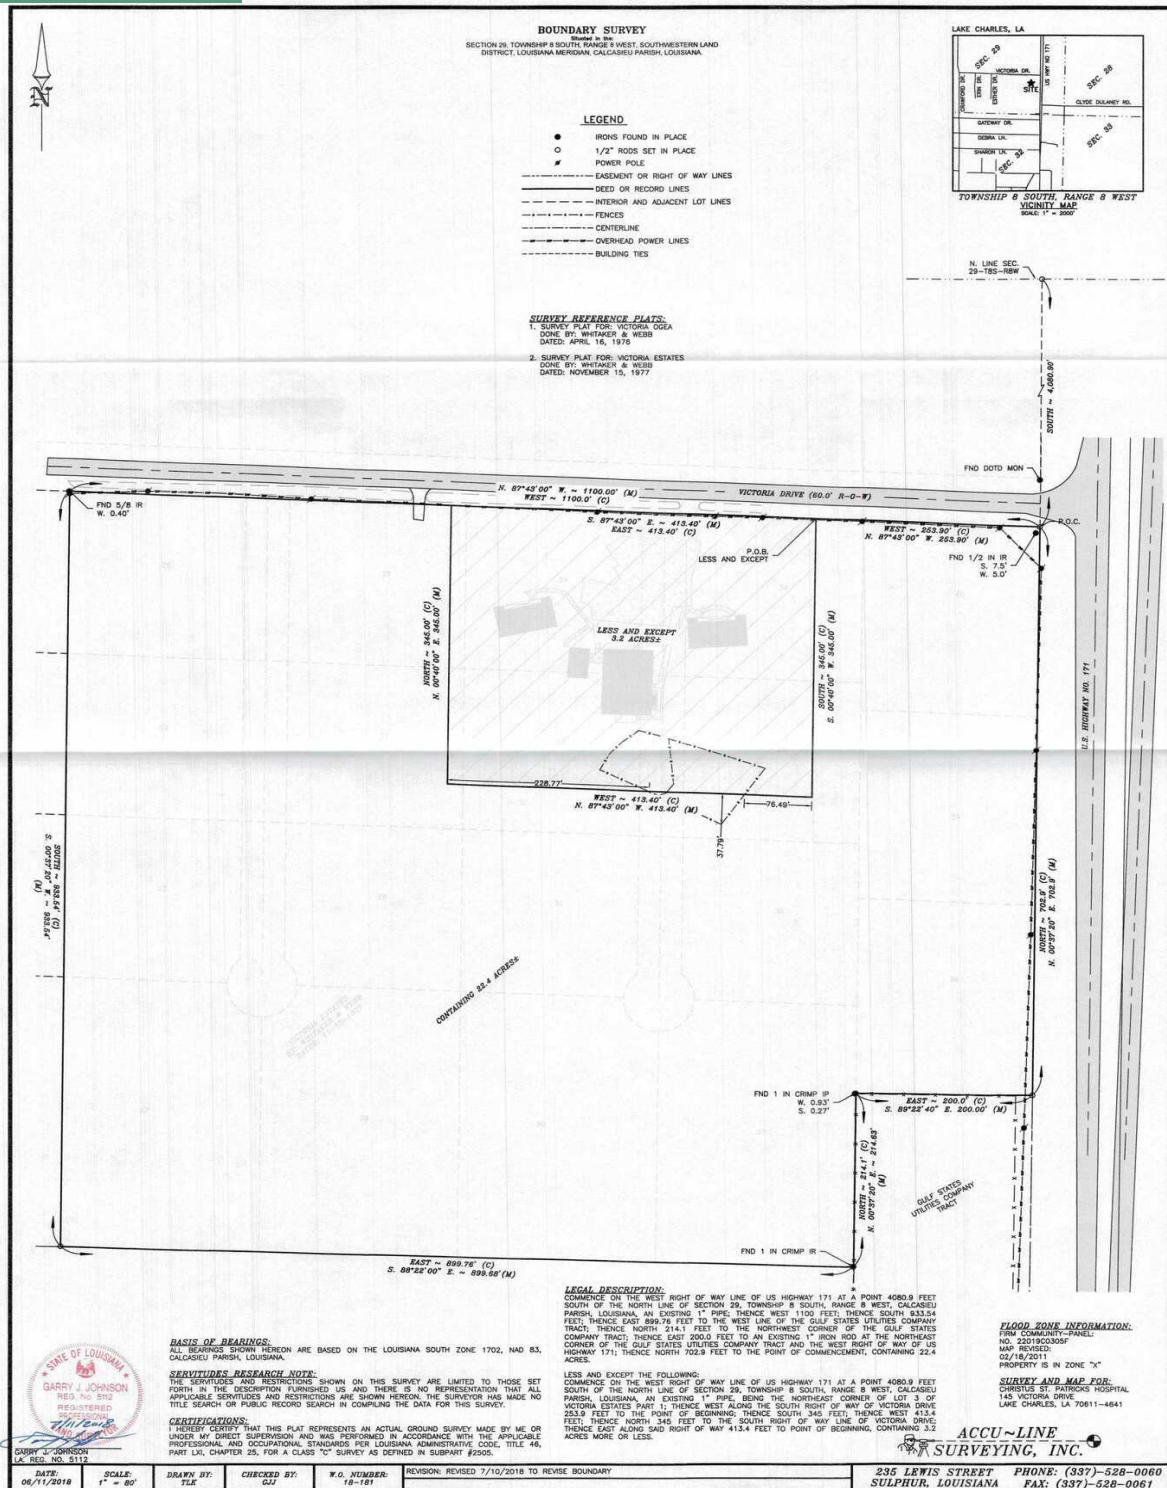 BOUNDARY SURVEY
Situated in the:
SECTION 29, TOWNSHIP 8 SOUTH, RANGE 8 WEST, SOUTHWESTERN LAND
DISTRICT, LOUISIANA MERIDIAN, CALCASIEU PARISH, LOUISIANA.
N
LAKE CHARLES, LA
SEC. 29
US HWY NO 171
SEC. 28
VICTORIA DR.
SITE
CRAWFORD DR.
ERIN DR.
ESTHER DR.
CLYDE DULANEY RD.
GATEWAY DR.
DEBRA LN.
SHARON LN.
SEC. 32
SEC. 33
TOWNSHIP 8 SOUTH, RANGE 8 WEST
VICINITY MAP
SCALE: 1" = 2000'
LEGEND
IRONS FOUND IN PLACE
1/2" RODS SET IN PLACE
POWER POLE
EASEMENT OR RIGHT OF WAY LINES
DEED OR RECORD LINES
INTERIOR AND ADJACENT LOT LINES
FENCES
CENTERLINE
OVERHEAD POWER LINES
BUILDING TIES
N. LINE SEC.
29-T8S-R8W
SURVEY REFERENCE PLATS:
1. SURVEY PLAT FOR: VICTORIA OGEA
DONE BY: WHITAKER & WEBB
DATED: APRIL 16, 1976
2. SURVEY PLAT FOR: VICTORIA ESTATES
DONE BY: WHITAKER & WEBB
DATED: NOVEMBER 15, 1977
SOUTH ~ 4,080.90'
FND DOTD MON
N. 87°43'00" W. ~ 1100.00' (M)
WEST ~ 1100.0' (C)
VICTORIA DRIVE (60.0' R-O-W)
FND 5/8 IR
W. 0.40'
S. 87°43'00" E. ~ 413.40' (M)
EAST ~ 413.40' (C)
WEST ~ 253.90' (C)
N. 87°43'00" W. 253.90' (M)
P.O.C.
P.O.B.
LESS AND EXCEPT
FND 1/2 IN IR
S. 7.5'
W. 5.0'
NORTH ~ 345.00' (C)
N. 00°40'00" E. 345.00' (M)
LESS AND EXCEPT
3.2 ACRES±
SOUTH ~ 345.00' (C)
S. 00°40'00" W. 345.00' (M)
U.S. HIGHWAY NO. 171
228.77'
WEST ~ 413.40' (C)
N. 87°43'00" W. 413.40' (M)
76.49'
37.79'
SOUTH ~ 933.54' (C)
S. 00°37'20" W. ~ 933.54'
(M)
NORTH ~ 702.9' (C)
N. 00°37'20" E. 702.9' (M)
CONTAINING 22.4 ACRES±
FND 1 IN CRIMP IP
W. 0.93'
S. 0.27'
EAST ~ 200.0' (C)
S. 89°22'40" E. 200.00' (M)
NORTH ~ 214.1' (C)
N. 00°37'20" E. ~ 214.63'
(M)
GULF STATES
UTILITIES COMPANY
TRACT
FND 1 IN CRIMP IR
EAST ~ 899.76' (C)
S. 88°22'00" E. ~ 899.68'(M)
LEGAL DESCRIPTION:
COMMENCE ON THE WEST RIGHT OF WAY LINE OF US HIGHWAY 171 AT A POINT 4080.9 FEET
SOUTH OF THE NORTH LINE OF SECTION 29, TOWNSHIP 8 SOUTH, RANGE 8 WEST, CALCASIEU
PARISH, LOUISIANA, AN EXISTING 1" PIPE; THENCE WEST 1100 FEET; THENCE SOUTH 933.54
FEET; THENCE EAST 899.76 FEET TO THE WEST LINE OF THE GULF STATES UTILITIES COMPANY
TRACT; THENCE NORTH 214.1 FEET TO THE NORTHWEST CORNER OF THE GULF STATES
COMPANY TRACT; THENCE EAST 200.0 FEET TO AN EXISTING 1" IRON ROD AT THE NORTHEAST
CORNER OF THE GULF STATES UTILITIES COMPANY TRACT AND THE WEST RIGHT OF WAY OF US
HIGHWAY 171; THENCE NORTH 702.9 FEET TO THE POINT OF COMMENCEMENT, CONTAINING 22.4
ACRES.
LESS AND EXCEPT THE FOLLOWING:
COMMENCE ON THE WEST RIGHT OF WAY LINE OF US HIGHWAY 171 AT A POINT 4080.9 FEET
SOUTH OF THE NORTH LINE OF SECTION 29, TOWNSHIP 8 SOUTH, RANGE 8 WEST, CALCASIEU
PARISH, LOUISIANA, AN EXISTING 1" PIPE, BEING THE NORTHEAST CORNER OF LOT 3 OF
VICTORIA ESTATES PART 1; THENCE WEST ALONG THE SOUTH RIGHT OF WAY OF VICTORIA DRIVE
253.9 FEET TO THE POINT OF BEGINNING; THENCE SOUTH 345 FEET; THENCE WEST 413.4
FEET; THENCE NORTH 345 FEET TO THE SOUTH RIGHT OF WAY LINE OF VICTORIA DRIVE;
THENCE EAST ALONG SAID RIGHT OF WAY 413.4 FEET TO POINT OF BEGINNING, CONTIANING 3.2
ACRES MORE OR LESS.
BASIS OF BEARINGS:
ALL BEARINGS SHOWN HEREON ARE BASED ON THE LOUISIANA SOUTH ZONE 1702, NAD 83,
CALCASIEU PARISH, LOUISIANA.
SERVITUDES RESEARCH NOTE:
THE SERVITUDES AND RESTRICTIONS SHOWN ON THIS SURVEY ARE LIMITED TO THOSE SET
FORTH IN THE DESCRIPTION FURNISHED US AND THERE IS NO REPRESENTATION THAT ALL
APPLICABLE SERVITUDES AND RESTRICTIONS ARE SHOWN HEREON. THE SURVEYOR HAS MADE NO
TITLE SEARCH OR PUBLIC RECORD SEARCH IN COMPILING THE DATA FOR THIS SURVEY.
CERTIFICATIONS:
I HEREBY CERTIFY THAT THIS PLAT REPRESENTS AN ACTUAL GROUND SURVEY MADE BY ME OR
UNDER MY DIRECT SUPERVISION AND WAS PERFORMED IN ACCORDANCE WITH THE APPLICABLE
PROFESSIONAL AND OCCUPATIONAL STANDARDS PER LOUISIANA ADMINISTRATIVE CODE, TITLE 46,
PART LXI, CHAPTER 25, FOR A CLASS "C" SURVEY AS DEFINED IN SUBPART #2505.
STATE OF LOUISIANA
GARRY J. JOHNSON
REG. No. 5112
REGISTERED
PROFESSIONAL
7/11/2018
LAND SURVEYOR
GARRY J. JOHNSON
LA. REG. NO. 5112
FLOOD ZONE INFORMATION:
FIRM COMMUNITY-PANEL:
NO. 22019C0305F
MAP REVISED:
02/18/2011
PROPERTY IS IN ZONE "X"
SURVEY AND MAP FOR:
CHRISTUS ST. PATRICKS HOSPITAL
145 VICTORIA DRIVE
LAKE CHARLES, LA 70611-4641
ACCU~LINE
SURVEYING, INC.
DATE:
06/11/2018
SCALE:
1" = 80'
DRAWN BY:
TLE
CHECKED BY:
GJJ
W.O. NUMBER:
18-181
REVISION: REVISED 7/10/2018 TO REVISE BOUNDARY
235 LEWIS STREET
SULPHUR, LOUISIANA
PHONE: (337)-528-0060
FAX: (337)-528-0061